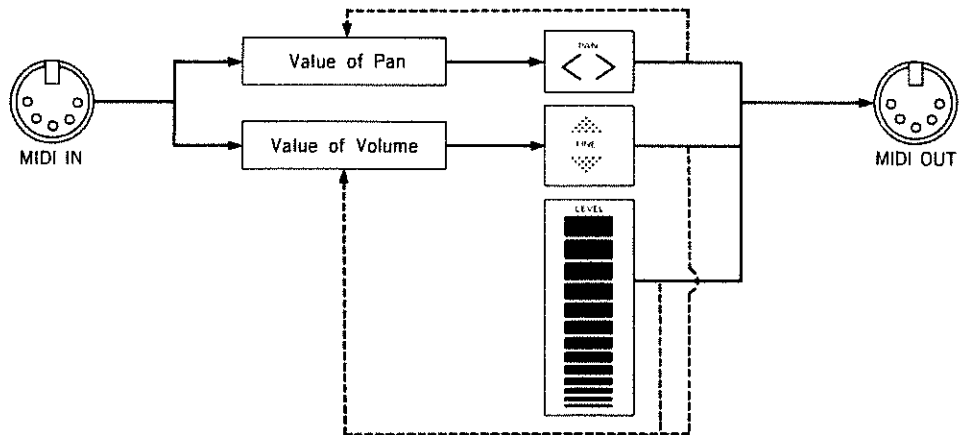 Value of Pan
PAN
MIDI IN
Value of Volume
FINE
MIDI OUT
LEVEL